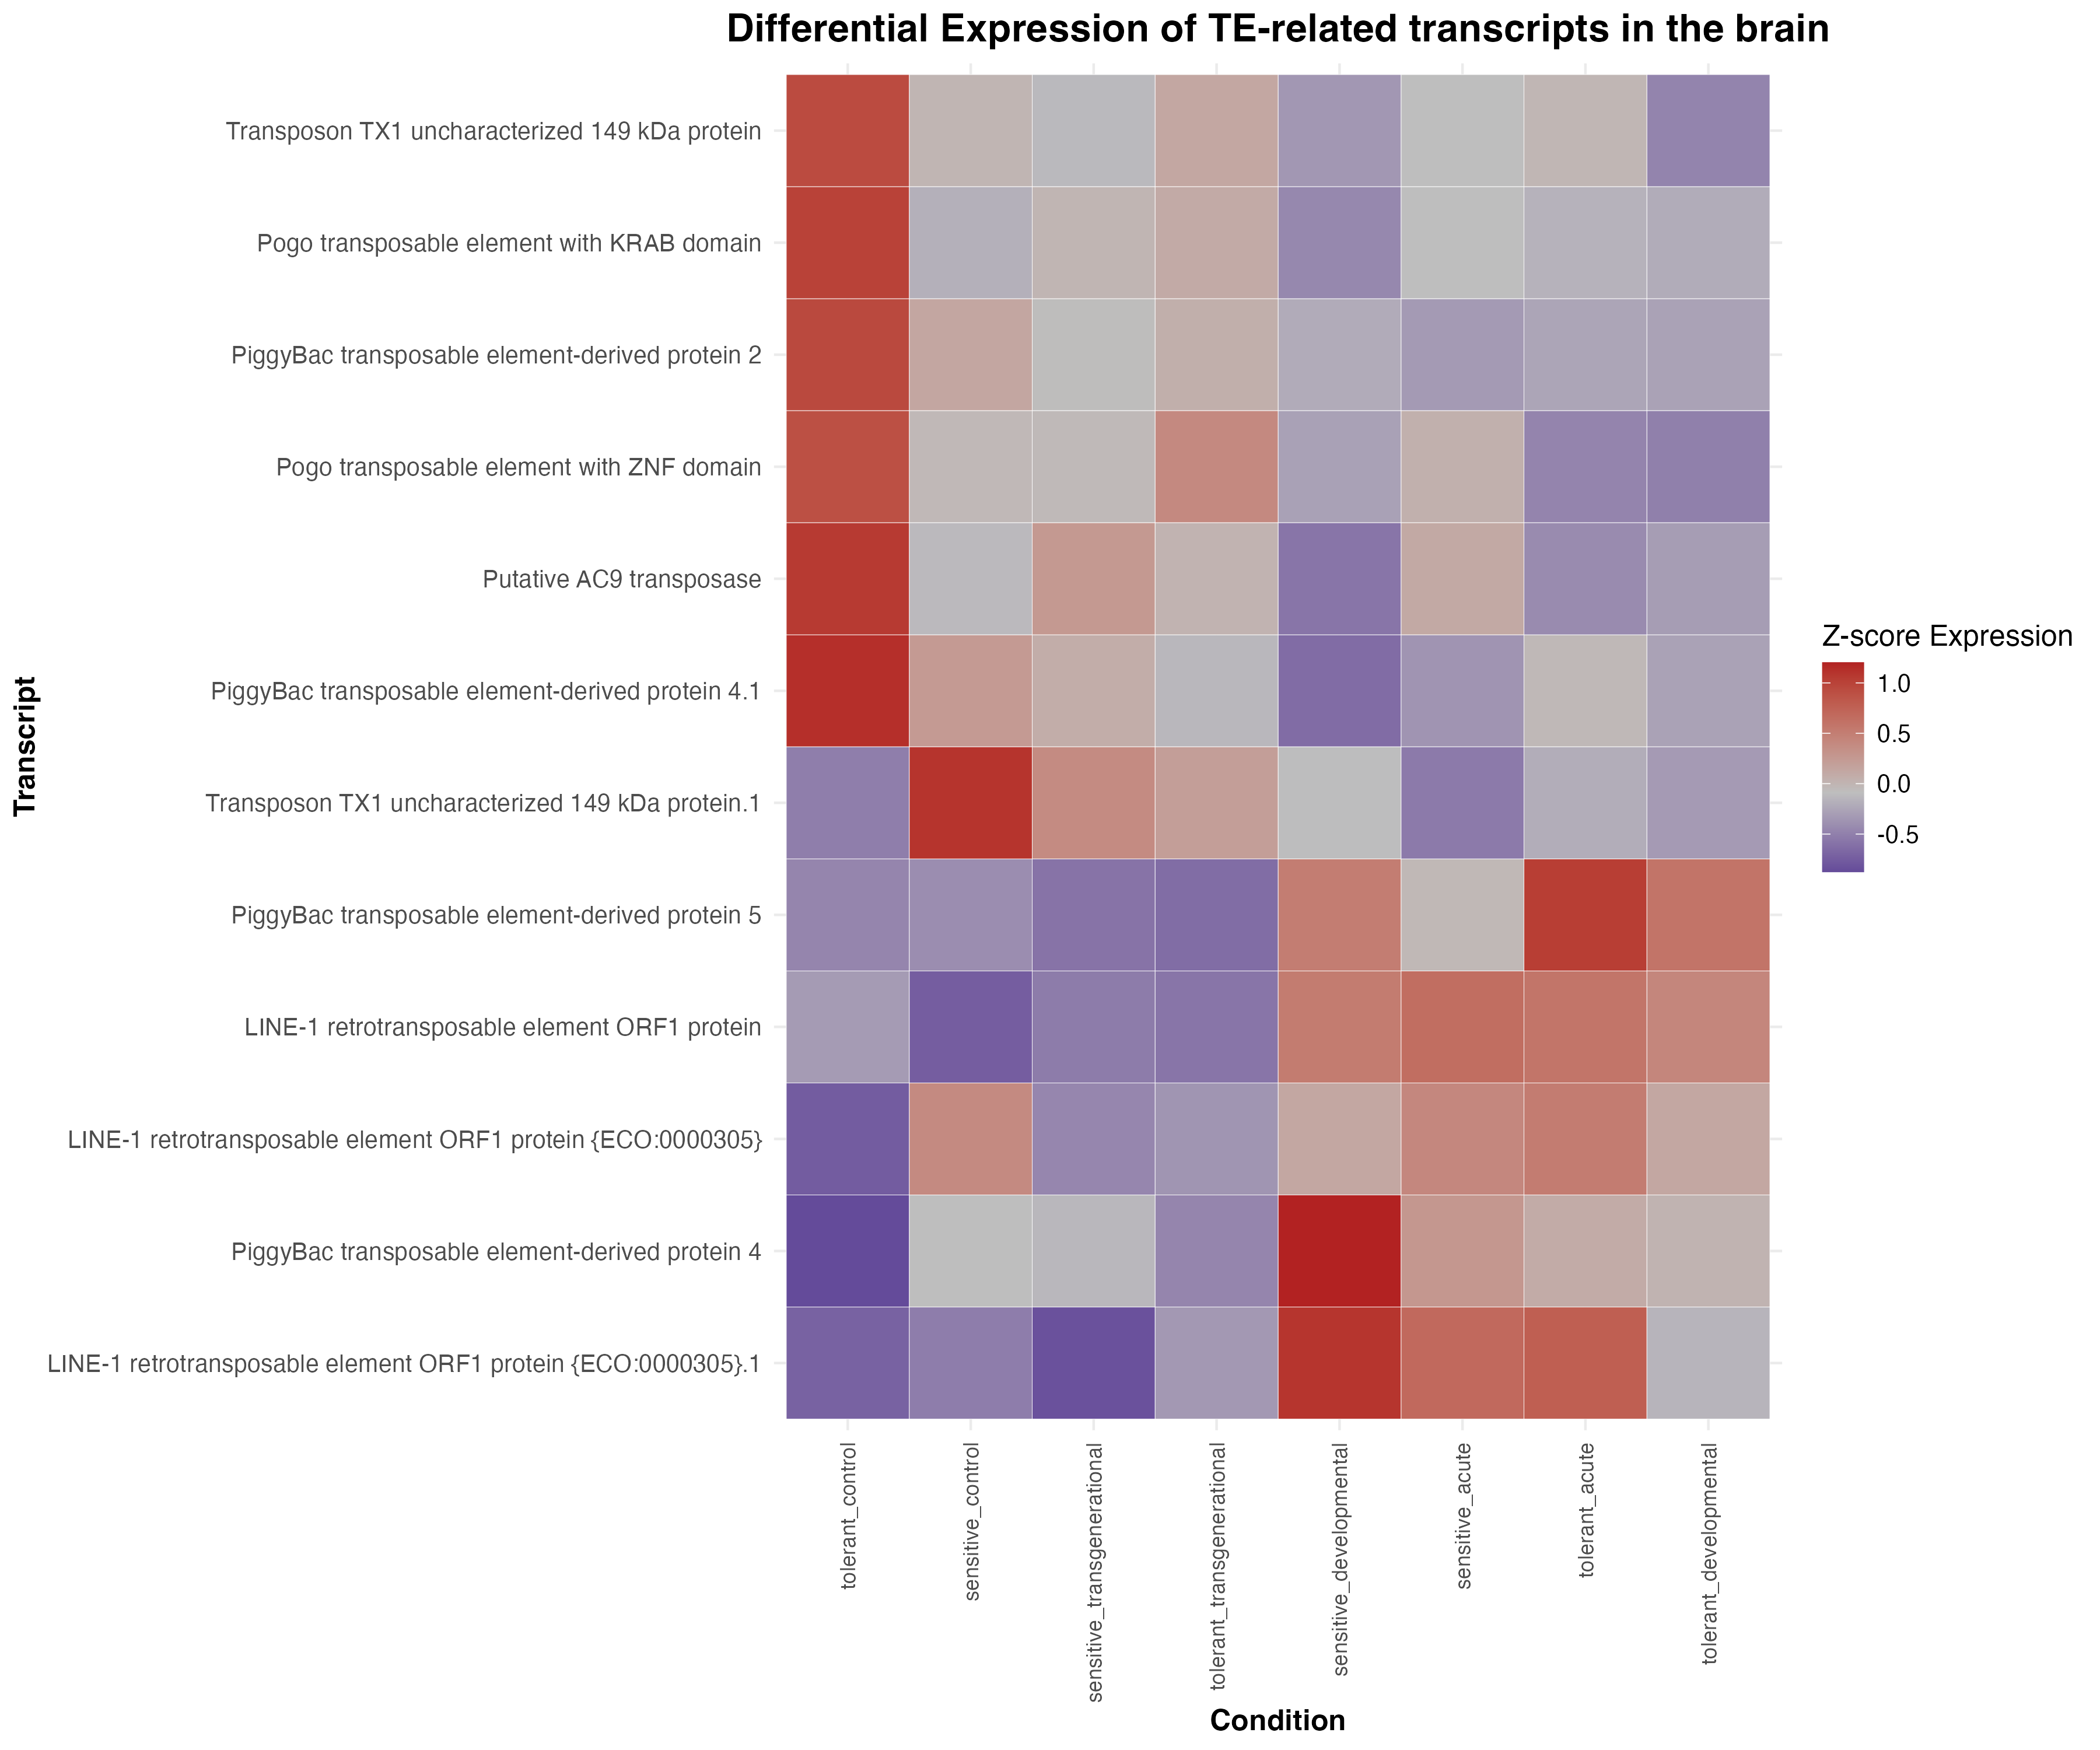 Differential Expression of TE-related transcripts in the brain
Transcript
Transposon TX1 uncharacterized 149 kDa protein
Pogo transposable element with KRAB domain
PiggyBac transposable element-derived protein 2
Pogo transposable element with ZNF domain
Putative AC9 transposase
PiggyBac transposable element-derived protein 4.1
Transposon TX1 uncharacterized 149 kDa protein.1
PiggyBac transposable element-derived protein 5
LINE-1 retrotransposable element ORF1 protein
LINE-1 retrotransposable element ORF1 protein {ECO:0000305}
PiggyBac transposable element-derived protein 4
LINE-1 retrotransposable element ORF1 protein {ECO:0000305}.1
tolerant_control
sensitive_control
sensitive_transgenerational
tolerant_transgenerational
sensitive_developmental
sensitive_acute
tolerant_acute
tolerant_developmental
Condition
Z-score Expression
1.0
0.5
0.0
-0.5